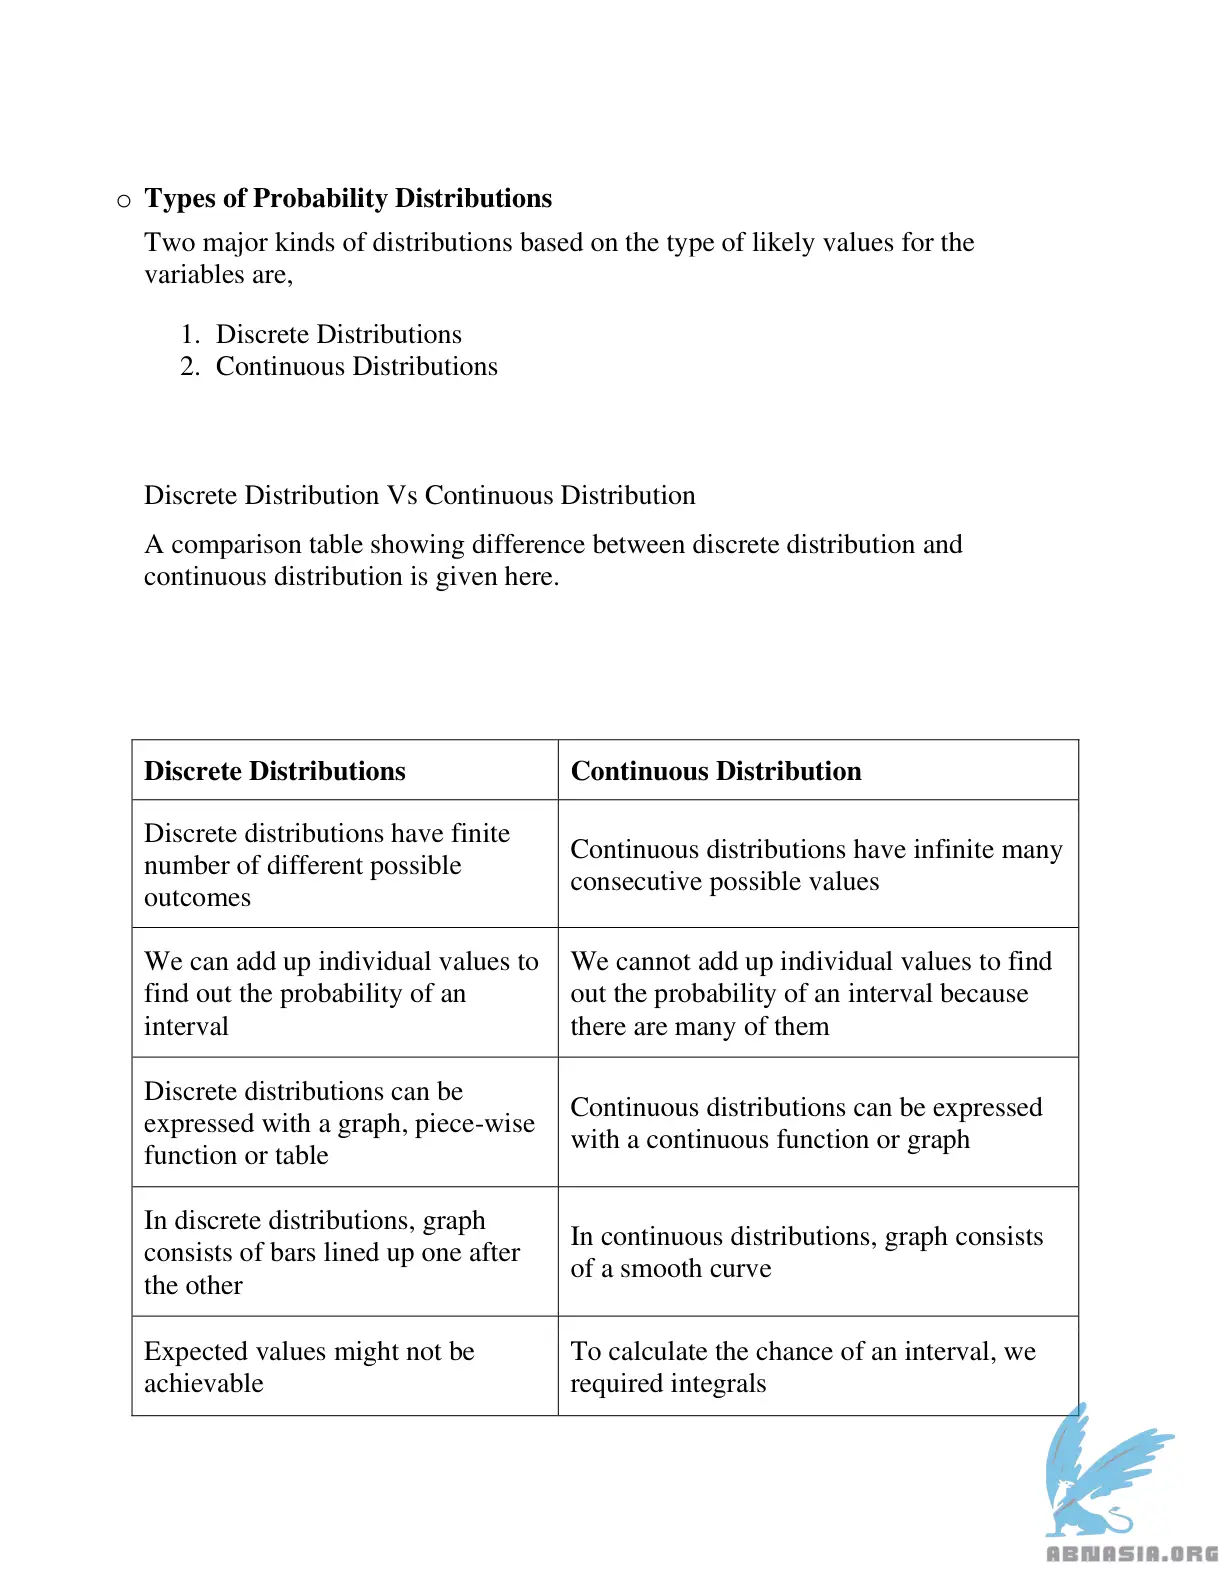 o Types of Probability Distributions
Two major kinds of distributions based on the type of likely values for the
variables are,
1. Discrete Distributions
2. Continuous Distributions
Discrete Distribution Vs Continuous Distribution
A comparison table showing difference between discrete distribution and
continuous distribution is given here.
Discrete Distributions
Continuous Distribution
Discrete distributions have finite
number of different possible
outcomes
Continuous distributions have infinite many
consecutive possible values
We can add up individual values to
find out the probability of an
interval
We cannot add up individual values to find
out the probability of an interval because
there are many of them
Discrete distributions can be
expressed with a graph, piece-wise
function or table
Continuous distributions can be expressed
with a continuous function or graph
In discrete distributions, graph
consists of bars lined up one after
the other
In continuous distributions, graph consists
of a smooth curve
Expected values might not be
achievable
To calculate the chance of an interval, we
required integrals
ABNASIA.ORG